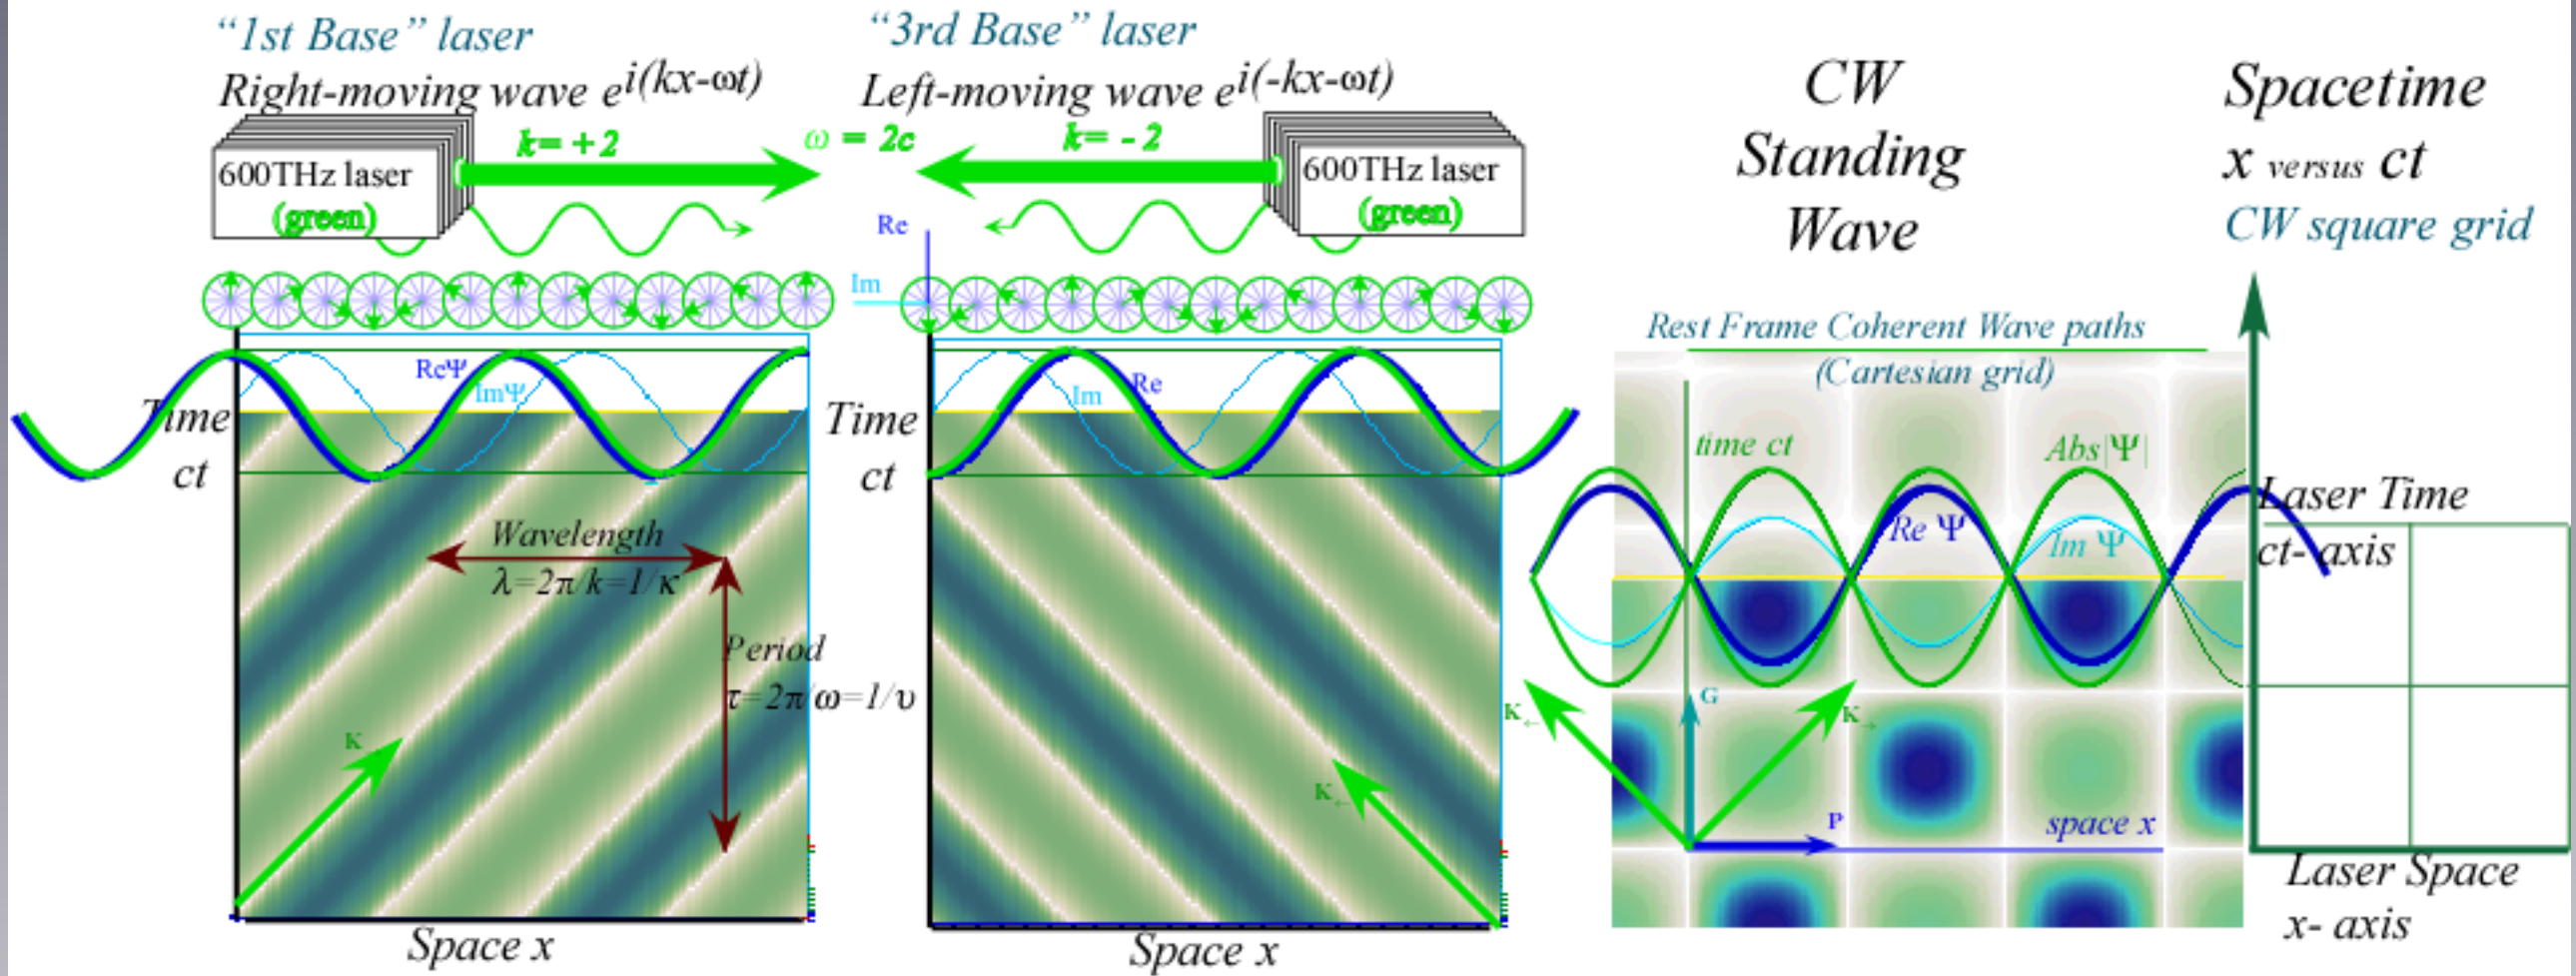 “1st Base” laser
Right-moving wave e^i(kx-ωt)
k= +2
600THz laser
(green)
ω = 2c
“3rd Base” laser
Left-moving wave e^i(-kx-ωt)
k= - 2
600THz laser
(green)
Re
Im
ReΨ
ImΨ
Time
ct
Wavelength
λ=2π/k=1/κ
Period
τ=2π/ω=1/υ
K→
Space x
Im
Re
Time
ct
K←
Space x
CW
Standing
Wave
Rest Frame Coherent Wave paths
(Cartesian grid)
time ct
Abs|Ψ|
Re Ψ
Im Ψ
K←
G
K→
P
space x
Spacetime
x versus ct
CW square grid
Laser Time
ct- axis
Laser Space
x- axis